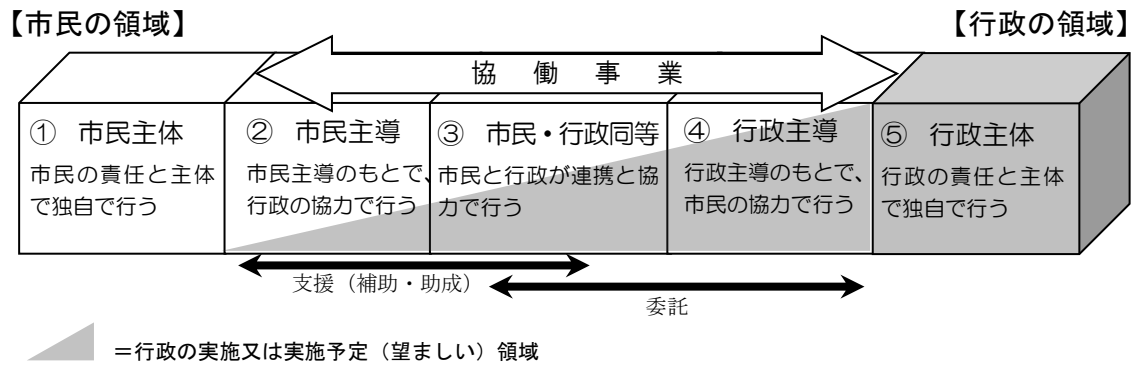 【市民の領域】
【行政の領域】
協 働 事 業
① 市民主体
市民の責任と主体
で独自で行う
② 市民主導
市民主導のもとで、
行政の協力で行う
③ 市民・行政同等
市民と行政が連携と協
力で行う
④ 行政主導
行政主導のもとで、
市民の協力で行う
⑤ 行政主体
行政の責任と主体
で独自で行う
支援（補助・助成）
委託
＝行政の実施又は実施予定（望ましい）領域